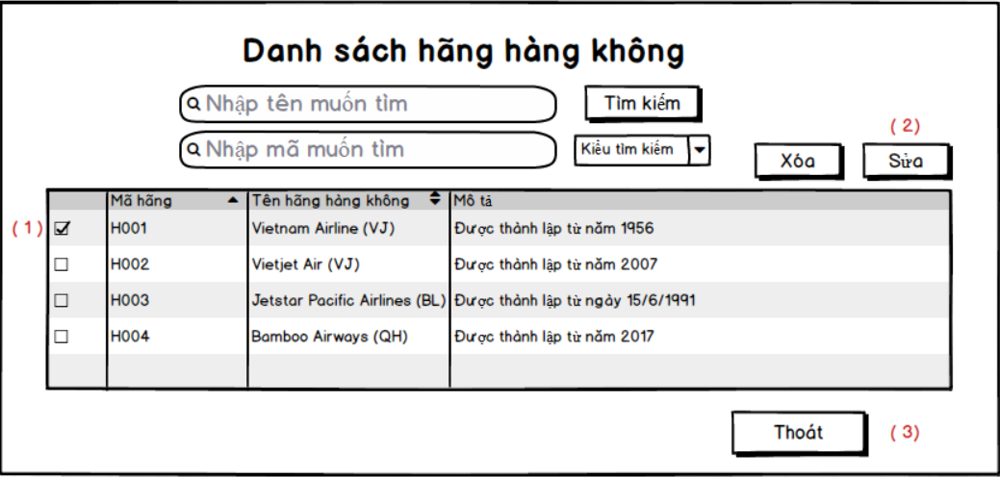 Danh sách hãng hàng không
Nhập tên muốn tìm Tìm kiếm
( 2)
Nhập mã muốn tìm Kiểu tìm kiếm Xóa Sửa
Mã hãng Tên hãng hàng không Mô tả
( 1) H001 Vietnam Airline (VJ) Được thành lập từ năm 1956
H002 Vietjet Air (VJ) Được thành lập từ năm 2007
H003 Jetstar Pacific Airlines (BL) Được thành lập từ ngày 15/6/1991
H004 Bamboo Airways (QH) Được thành lập từ năm 2017
Thoát ( 3)